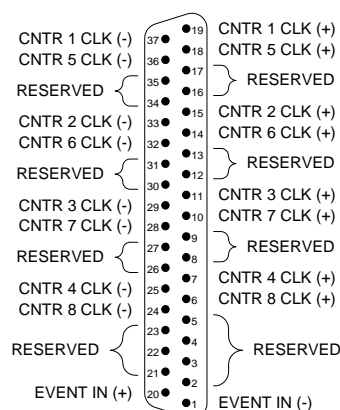 CNTR 1 CLK (-) 37 19 CNTR 1 CLK (+)
CNTR 5 CLK (-) 36 18 CNTR 5 CLK (+)
RESERVED 35 17 RESERVED
34 16
CNTR 2 CLK (-) 33 15 CNTR 2 CLK (+)
CNTR 6 CLK (-) 32 14 CNTR 6 CLK (+)
RESERVED 31 13 RESERVED
30 12
CNTR 3 CLK (-) 29 11 CNTR 3 CLK (+)
CNTR 7 CLK (-) 28 10 CNTR 7 CLK (+)
RESERVED 27 9 RESERVED
26 8
CNTR 4 CLK (-) 25 7 CNTR 4 CLK (+)
CNTR 8 CLK (-) 24 6 CNTR 8 CLK (+)
23 5
RESERVED 22 4 RESERVED
21 3
2
EVENT IN (+) 20 1 EVENT IN (-)